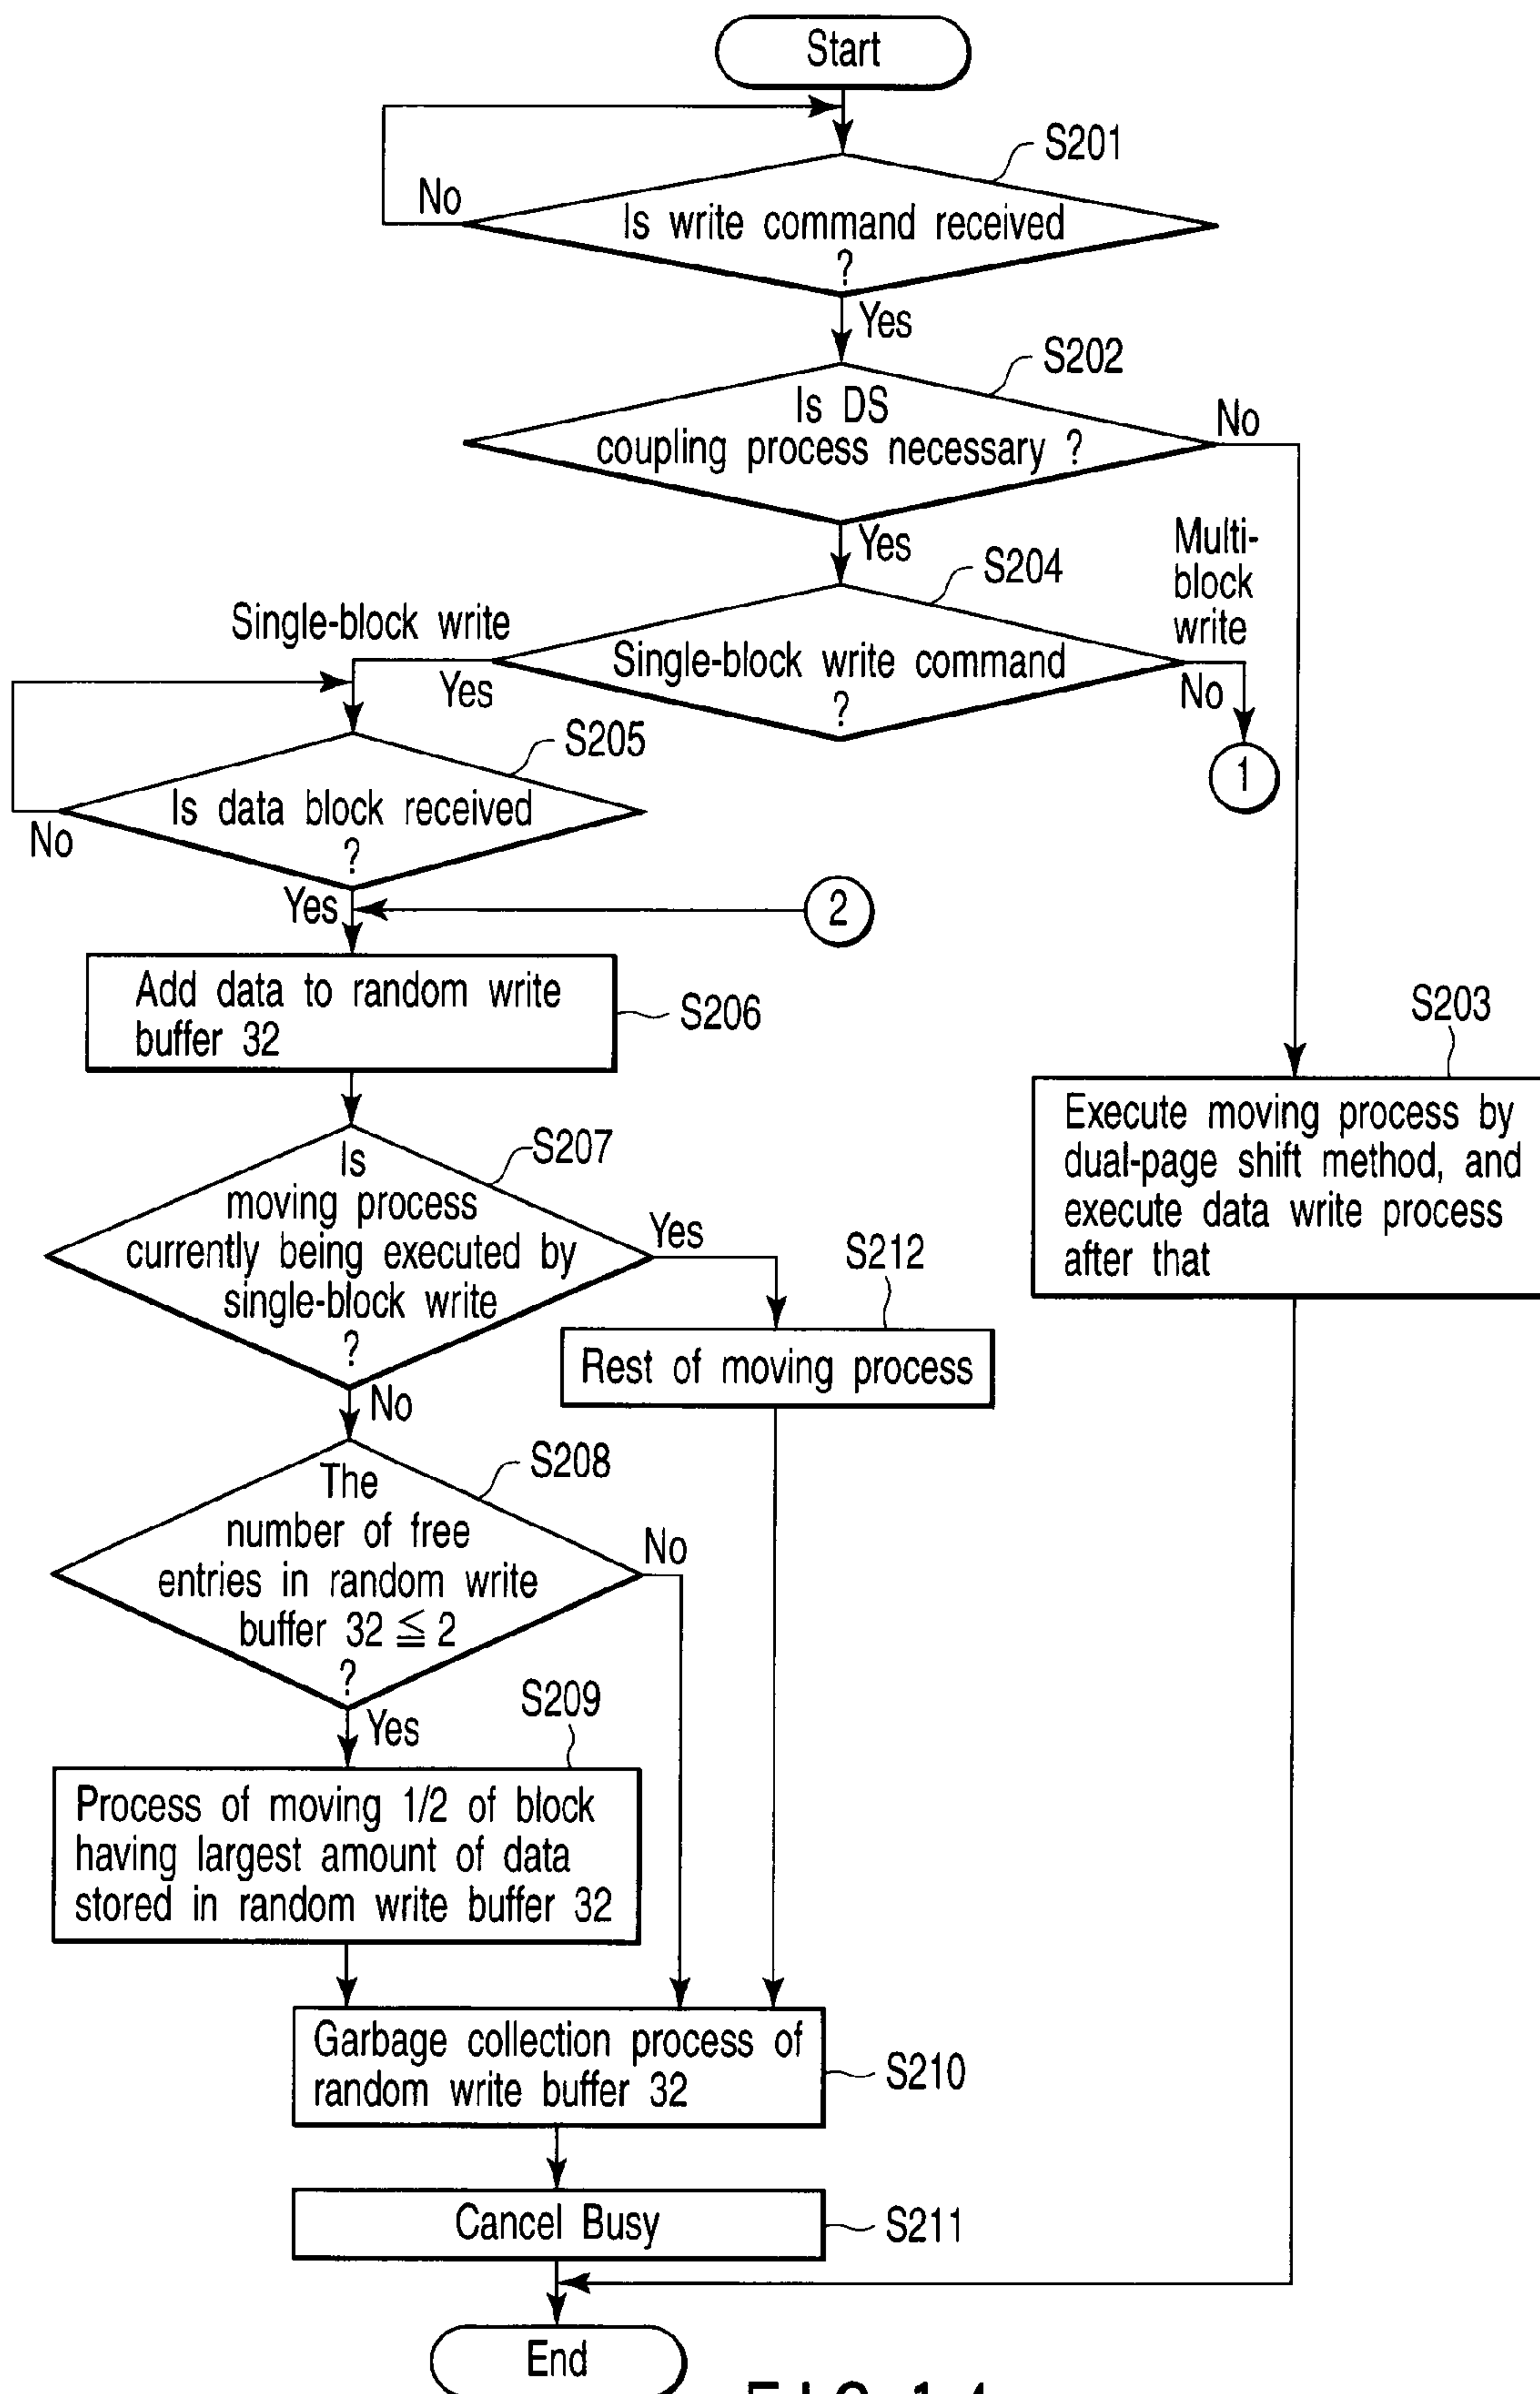 Start
S201
No
Is write command received
?
Yes
S202
Is DS
coupling process necessary ?
No
Yes
S204
Multi-
block
write
Single-block write
Single-block write command
?
Yes
No
1
S205
Is data block received
?
No
Yes
2
Add data to random write
buffer 32
S206
S203
Execute moving process by
dual-page shift method, and
execute data write process
after that
S207
Is
moving process
currently being executed by
single-block write
?
Yes
S212
Rest of moving process
No
S208
The
number of free
entries in random write
buffer 32 ≦ 2
?
No
Yes
S209
Process of moving 1/2 of block
having largest amount of data
stored in random write buffer 32
Garbage collection process of
random write buffer 32
S210
Cancel Busy
S211
End